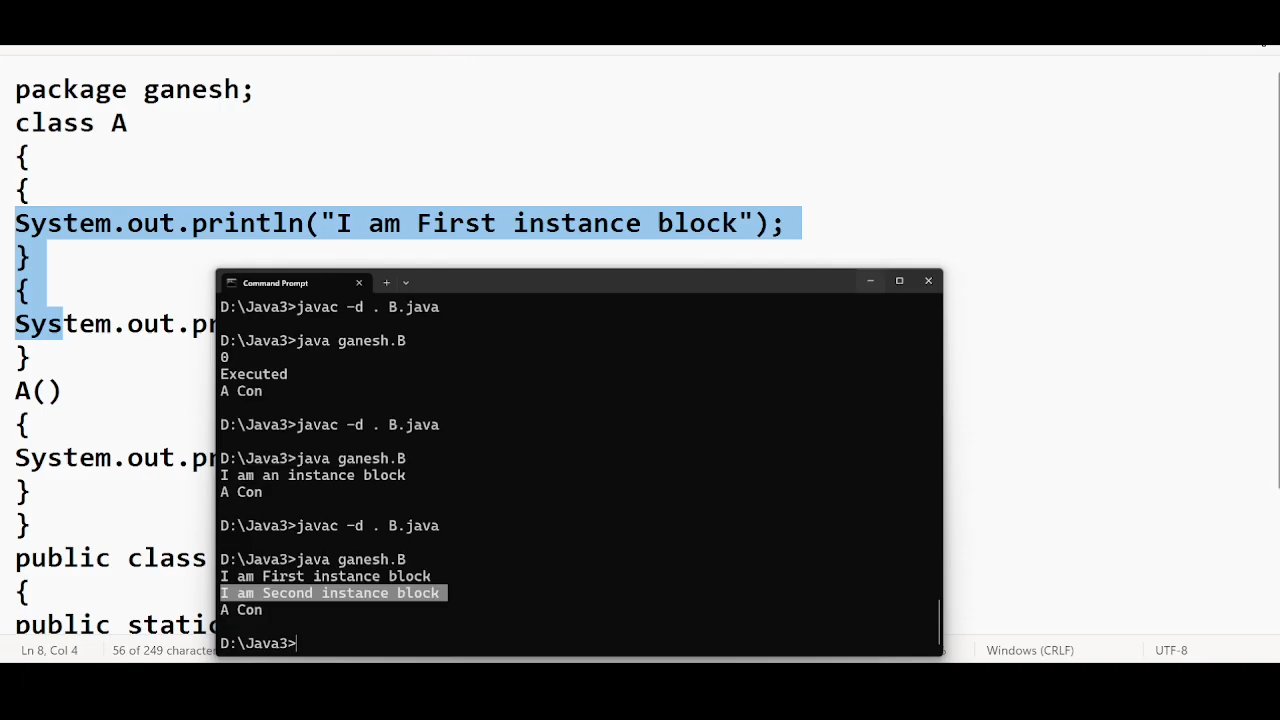 package ganesh;
class A
{
{
System.out.println("I am First instance block");
}
{
System.out.pr
}
A()
{
System.out.pr
}
}
public class
{
public static
Command Prompt
D:\Java3>javac -d . B.java
D:\Java3>java ganesh.B
0
Executed
A Con
D:\Java3>javac -d . B.java
D:\Java3>java ganesh.B
I am an instance block
A Con
D:\Java3>javac -d . B.java
D:\Java3>java ganesh.B
I am First instance block
I am Second instance block
A Con
D:\Java3>
Ln 8, Col 4
56 of 249 character
%
Windows (CRLF)
UTF-8